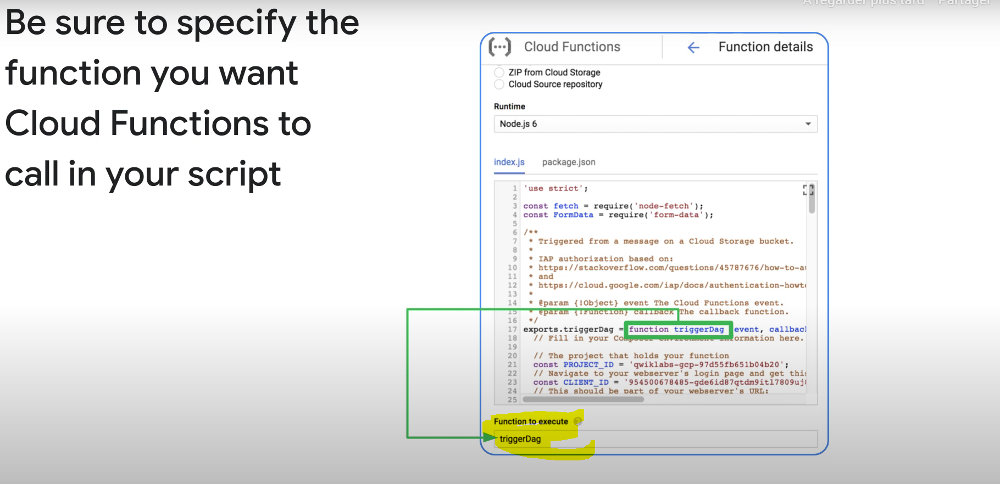 À regarder plus tard Partager
Be sure to specify the
function you want
Cloud Functions to
call in your script
Cloud Functions
Function details
ZIP from Cloud Storage
Cloud Source repository
Runtime
Node.js 6
index.js package.json
1 'use strict';
2
3 const fetch = require('node-fetch');
4 const FormData = require('form-data');
5
6 /**
7 * Triggered from a message on a Cloud Storage bucket.
8 *
9 * IAP authorization based on:
10 * https://stackoverflow.com/questions/45787676/how-to-a
11 * and
12 * https://cloud.google.com/iap/docs/authentication-howt
13 *
14 * @param {!Object} event The Cloud Functions event.
15 * @param {!Function} callback The callback function.
16 */
17 exports.triggerDag = function triggerDag event, callbac
18 // Fill in your Composer environment information here.
19
20 // The project that holds your function
21 const PROJECT_ID = 'qwiklabs-gcp-97d55fb651b04b20';
22 // Navigate to your webserver's login page and get thi
23 const CLIENT_ID = '954500678485-gde6id87qtdm9itl7809uj
24 // This should be part of your webserver's URL:
25
Function to execute ?
triggerDag